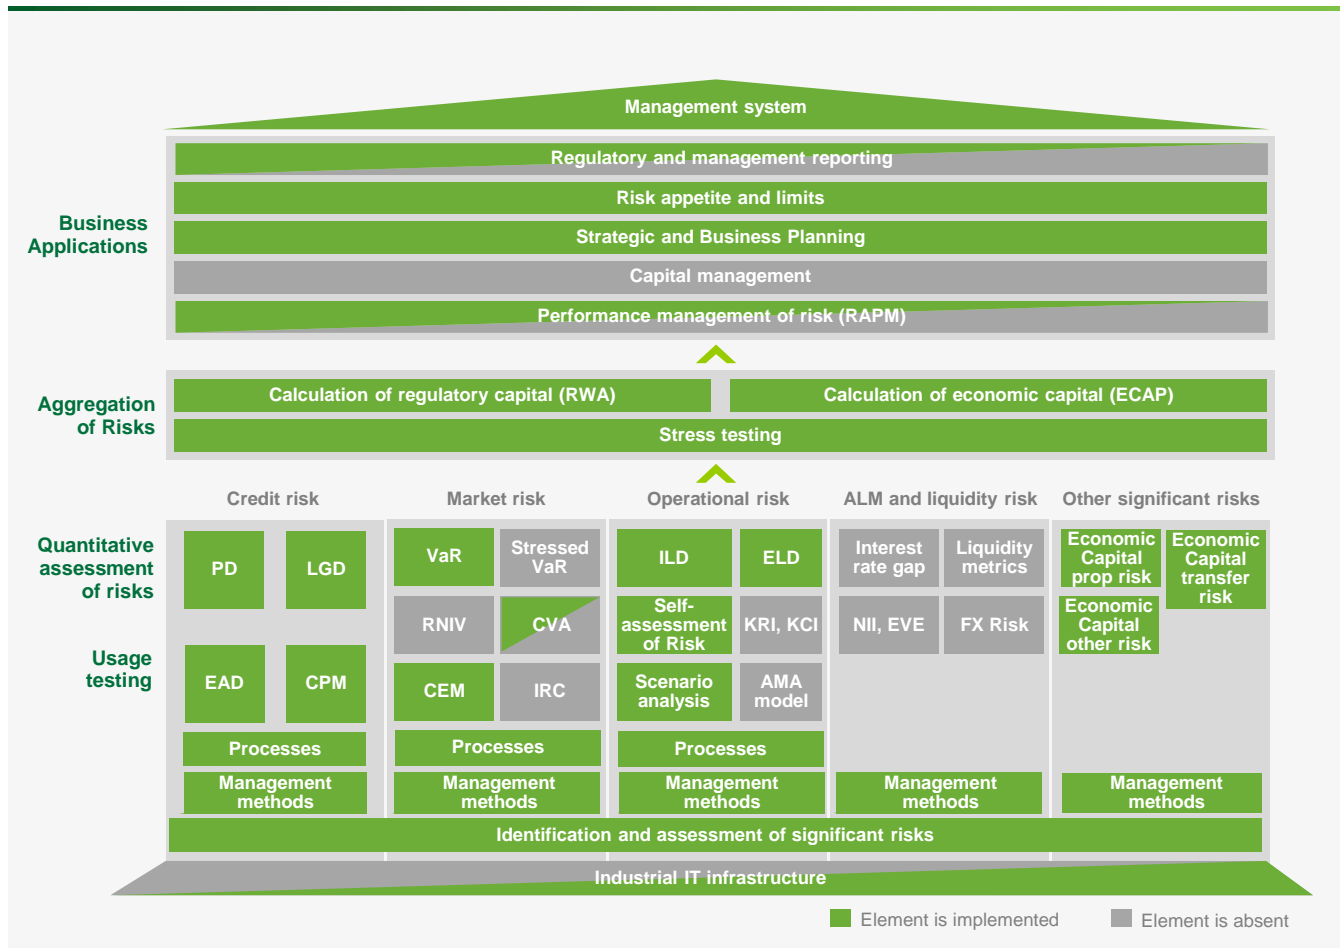 Management system
Regulatory and management reporting
Risk appetite and limits
Strategic and Business Planning
Capital management
Performance management of risk (RAPM)
Business
Applications
Calculation of regulatory capital (RWA)
Calculation of economic capital (ECAP)
Stress testing
Aggregation
of Risks
Credit risk
Market risk
Operational risk
ALM and liquidity risk
Other significant risks
Quantitative
assessment
of risks
Usage
testing
PD
LGD
EAD
CPM
Processes
Management
methods
VaR
Stressed
VaR
RNIV
CVA
CEM
IRC
Processes
Management
methods
ILD
ELD
Self-
assessment
of Risk
KRI, KCI
Scenario
analysis
AMA
model
Processes
Management
methods
Interest
rate gap
Liquidity
metrics
NII, EVE
FX Risk
Management
methods
Economic
Capital
prop risk
Economic
Capital
transfer
risk
Economic
Capital
other risk
Management
methods
Identification and assessment of significant risks
Industrial IT infrastructure
Element is implemented
Element is absent